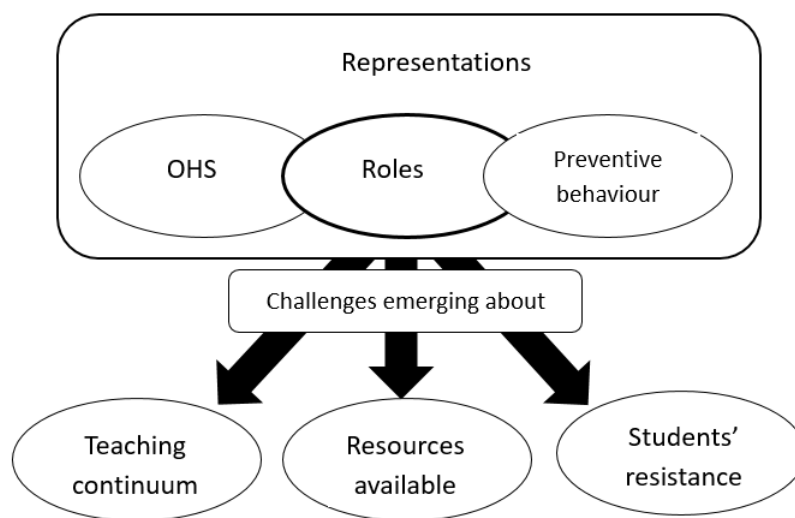 Representations
OHS
Roles
Preventive
behaviour
Challenges emerging about
Teaching
continuum
Resources
available
Students’
resistance